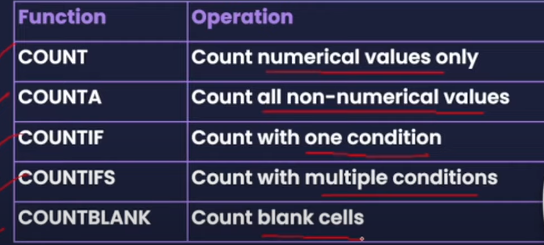 Function Operation
COUNT Count numerical values only
COUNTA Count all non-numerical values
COUNTIF Count with one condition
COUNTIFS Count with multiple conditions
COUNTBLANK Count blank cells